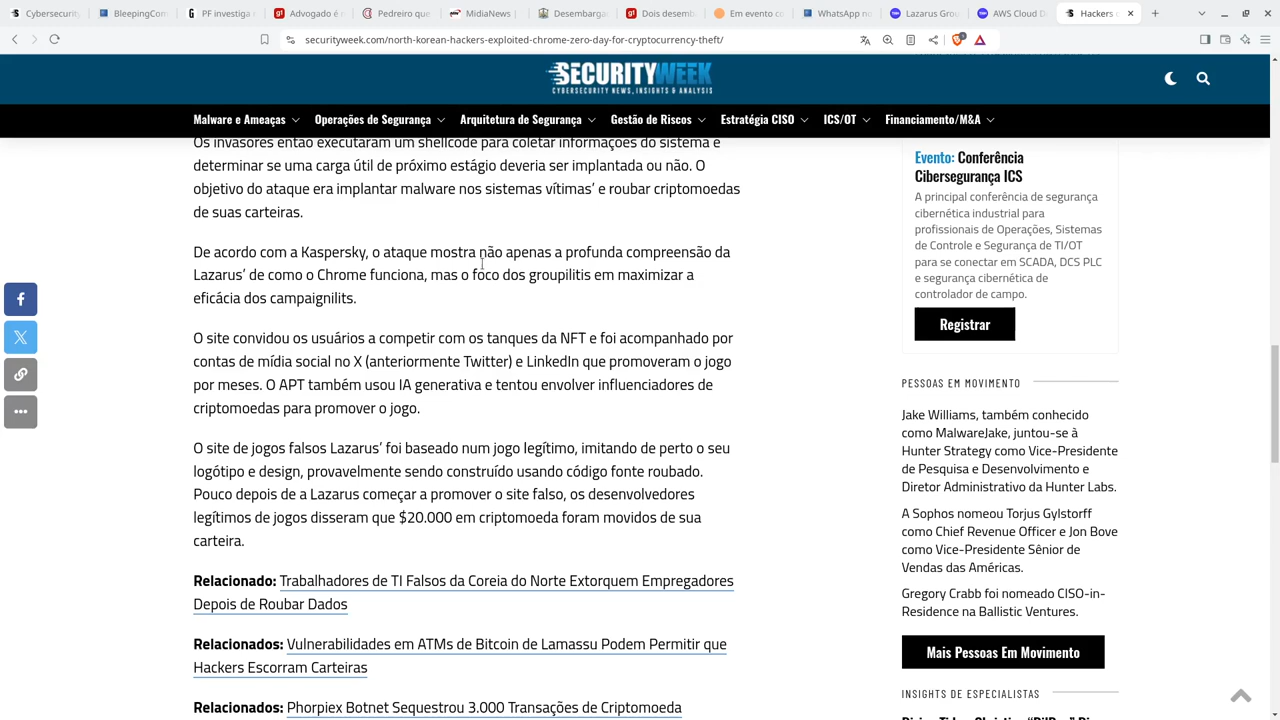 Cybersecurity
BleepingCom
PF investiga
Advogado é
Pedreiro que
MidiaNews
Desembarga
Dois desemb
Em evento co
WhatsApp no
Lazarus Grou
AWS Cloud D
Hackers
securityweek.com/north-korean-hackers-exploited-chrome-zero-day-for-cryptocurrency-theft/
SECURITYWEEK
CYBERSECURITY NEWS, INSIGHTS & ANALYSIS
Malware e Ameaças Operações de Segurança Arquitetura de Segurança Gestão de Riscos Estratégia CISO ICS/OT Financiamento/M&A
Os invasores então executaram um shellcode para coletar informações do sistema e
determinar se uma carga útil de próximo estágio deveria ser implantada ou não. O
objetivo do ataque era implantar malware nos sistemas vítimas’ e roubar criptomoedas
de suas carteiras.
De acordo com a Kaspersky, o ataque mostra não apenas a profunda compreensão da
Lazarus’ de como o Chrome funciona, mas o foco dos groupilitis em maximizar a
eficácia dos campaignilits.
O site convidou os usuários a competir com os tanques da NFT e foi acompanhado por
contas de mídia social no X (anteriormente Twitter) e LinkedIn que promoveram o jogo
por meses. O APT também usou IA generativa e tentou envolver influenciadores de
criptomoedas para promover o jogo.
O site de jogos falsos Lazarus’ foi baseado num jogo legítimo, imitando de perto o seu
logótipo e design, provavelmente sendo construído usando código fonte roubado.
Pouco depois de a Lazarus começar a promover o site falso, os desenvolvedores
legítimos de jogos disseram que $20.000 em criptomoeda foram movidos de sua
carteira.
Relacionado: Trabalhadores de TI Falsos da Coreia do Norte Extorquem Empregadores
Depois de Roubar Dados
Relacionados: Vulnerabilidades em ATMs de Bitcoin de Lamassu Podem Permitir que
Hackers Escorram Carteiras
Relacionados: Phorpiex Botnet Sequestrou 3.000 Transações de Criptomoeda
Evento: Conferência
Cibersegurança ICS
A principal conferência de segurança
cibernética industrial para
profissionais de Operações, Sistemas
de Controle e Segurança de TI/OT
para se conectar em SCADA, DCS PLC
e segurança cibernética de
controlador de campo.
Registrar
PESSOAS EM MOVIMENTO
Jake Williams, também conhecido
como MalwareJake, juntou-se à
Hunter Strategy como Vice-Presidente
de Pesquisa e Desenvolvimento e
Diretor Administrativo da Hunter Labs.
A Sophos nomeou Torjus Gylstorff
como Chief Revenue Officer e Jon Bove
como Vice-Presidente Sênior de
Vendas das Américas.
Gregory Crabb foi nomeado CISO-in-
Residence na Ballistic Ventures.
Mais Pessoas Em Movimento
INSIGHTS DE ESPECIALISTAS